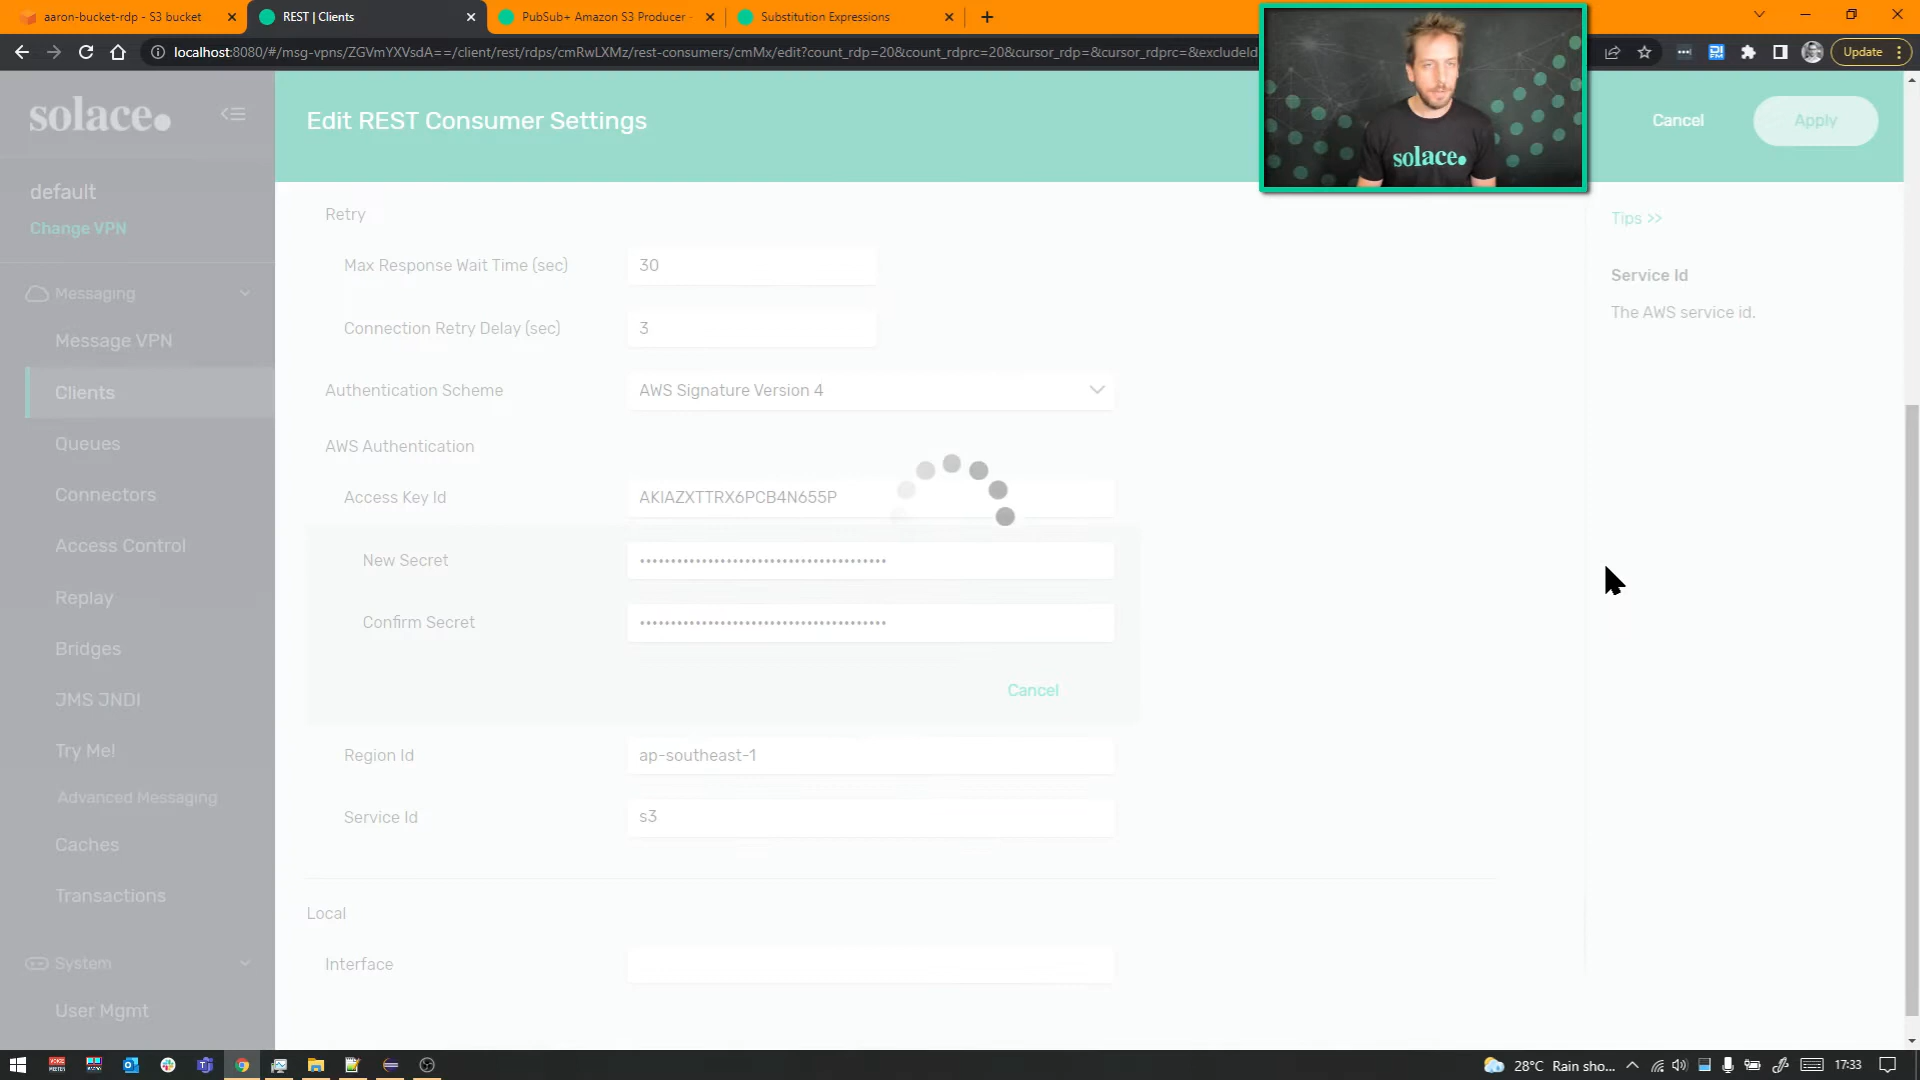 aaron-bucket-rdp - S3 bucket
REST | Clients
PubSub+ Amazon S3 Producer -
Substitution Expressions
localhost:8080/#/msg-vpns/ZGVmYXVsdA==/client/rest/rdps/cmRwLXMz/rest-consumers/cmMx/edit?count_rdp=20&count_rdprc=20&cursor_rdp=&cursor_rdprc=&excludeId
Update
solace.
Edit REST Consumer Settings
solace.
Cancel
Apply
default
Change VPN
Messaging
Message VPN
Clients
Queues
Connectors
Access Control
Replay
Bridges
JMS JNDI
Try Me!
Advanced Messaging
Caches
Transactions
System
User Mgmt
Retry
Max Response Wait Time (sec)
30
Connection Retry Delay (sec)
3
Authentication Scheme
AWS Signature Version 4
AWS Authentication
Access Key Id
AKIAZXTTRX6PCB4N655P
New Secret
Confirm Secret
Cancel
Region Id
ap-southeast-1
Service Id
s3
Local
Interface
Tips >>
Service Id
The AWS service id.
28°C Rain sho...
17:33